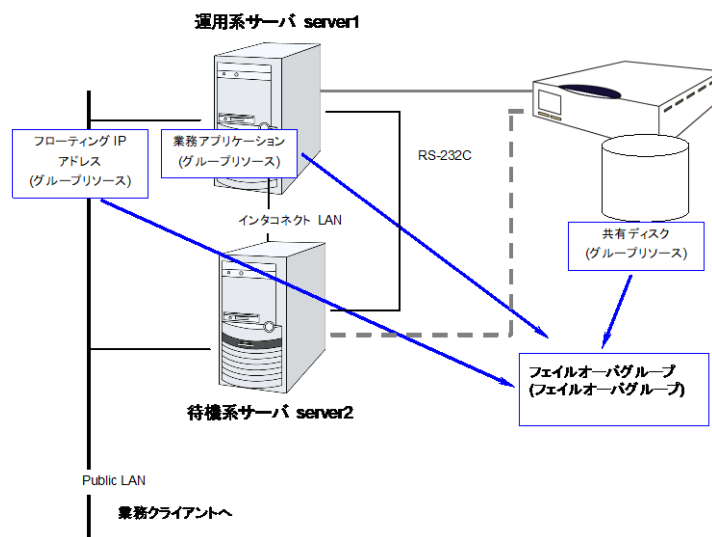 運用系サーバ server1
フローティング IP
アドレス
(グループリソース)
業務アプリケーション
(グループリソース)
RS-232C
インタコネクト LAN
共有ディスク
(グループリソース)
フェイルオーバグループ
(フェイルオーバグループ)
待機系サーバ server2
Public LAN
業務クライアントへ